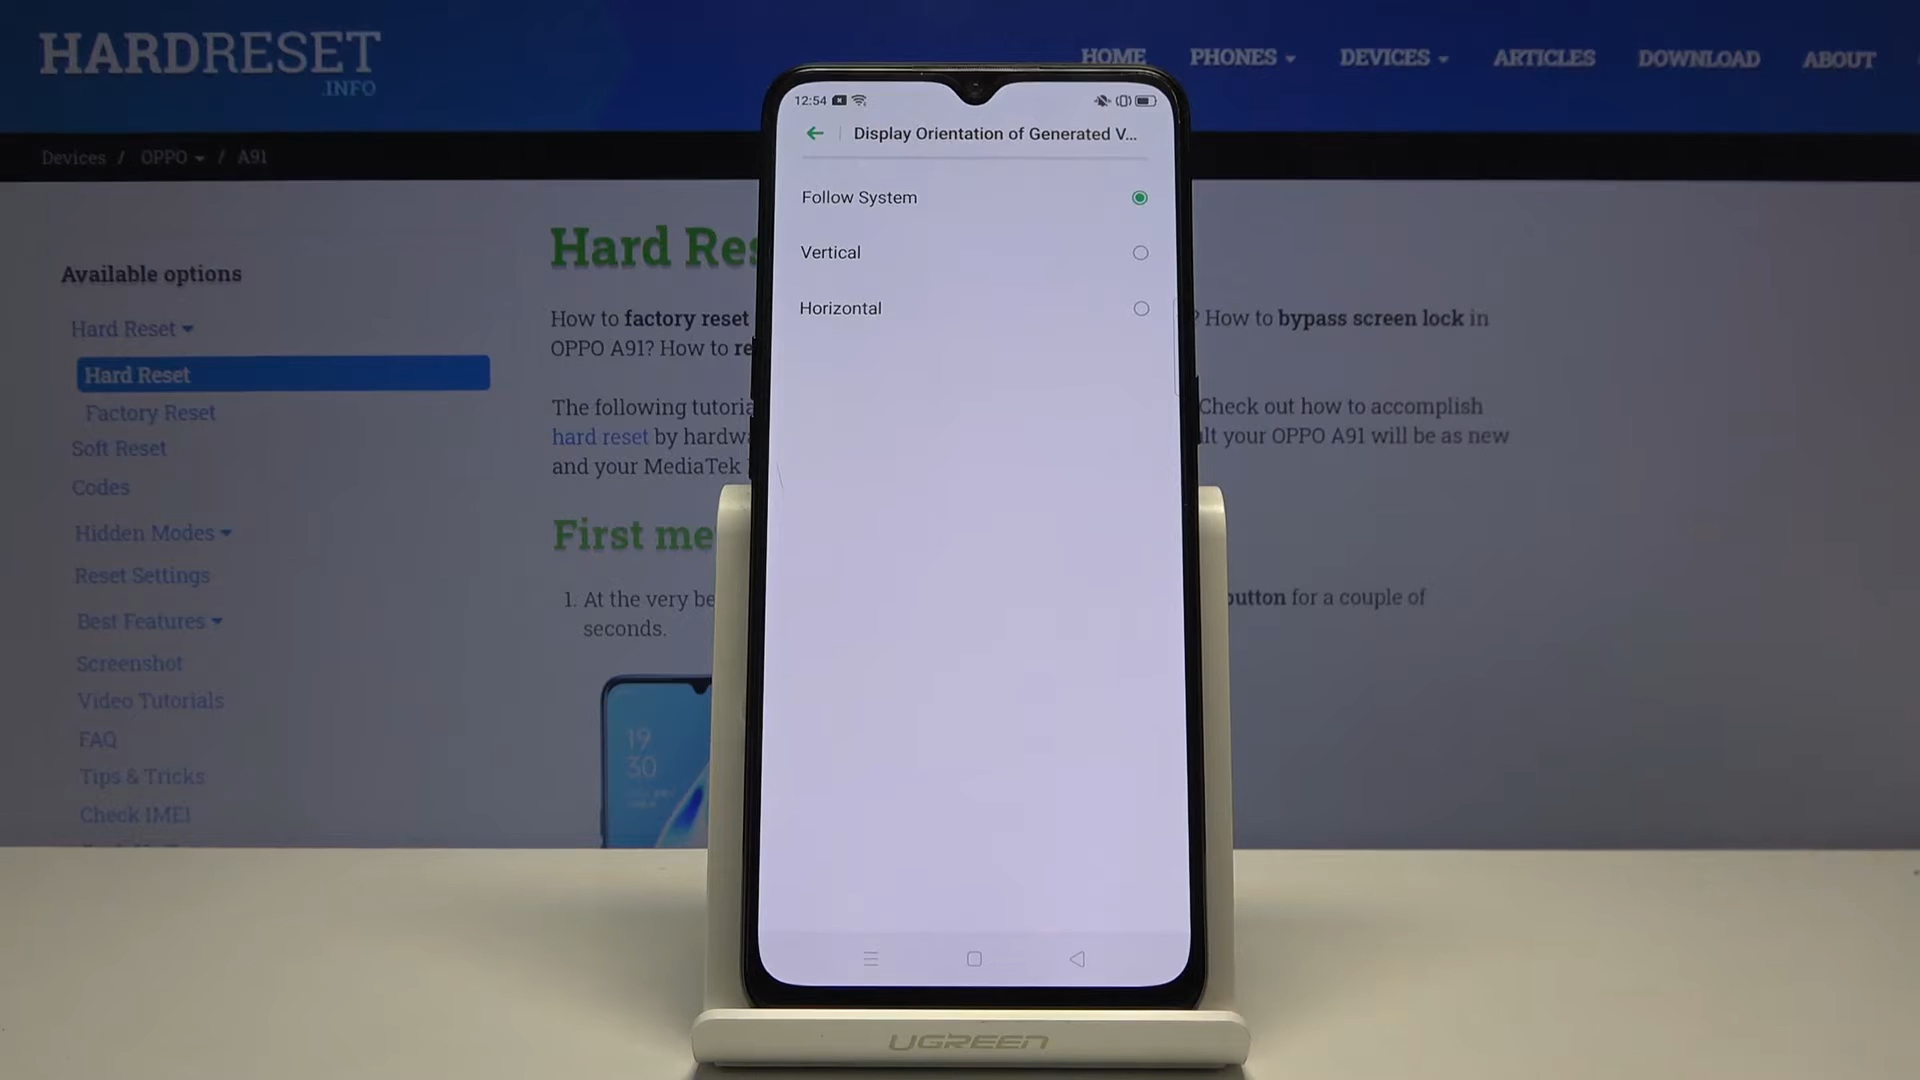 HARDRESET
.INFO
HOME PHONES DEVICES ARTICLES DOWNLOAD ABOUT
Devices / OPPO / A91
12:54
Display Orientation of Generated V...
Follow System
Vertical
Horizontal
Available options
Hard Reset
Hard Reset
Factory Reset
Soft Reset
Codes
Hidden Modes
Reset Settings
Best Features
Screenshot
Video Tutorials
FAQ
Tips & Tricks
Check IMEI
Hard Res
How to factory reset ? How to bypass screen lock in
OPPO A91? How to re
The following tutoria Check out how to accomplish
hard reset by hardwa lt your OPPO A91 will be as new
and your MediaTek
First me
1. At the very be button for a couple of
seconds.
19
30
UGREEN